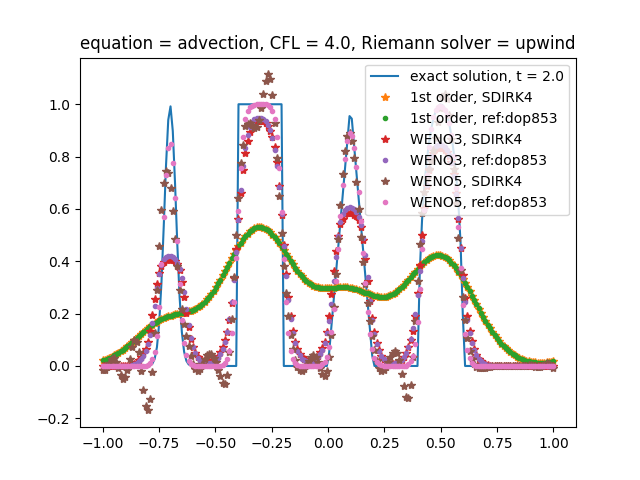 equation = advection, CFL = 4.0, Riemann solver = upwind
exact solution, t = 2.0
1st order, SDIRK4
1st order, ref:dop853
WENO3, SDIRK4
WENO3, ref:dop853
WENO5, SDIRK4
WENO5, ref:dop853
1.0
0.8
0.6
0.4
0.2
0.0
−0.2
−1.00 −0.75 −0.50 −0.25 0.00 0.25 0.50 0.75 1.00